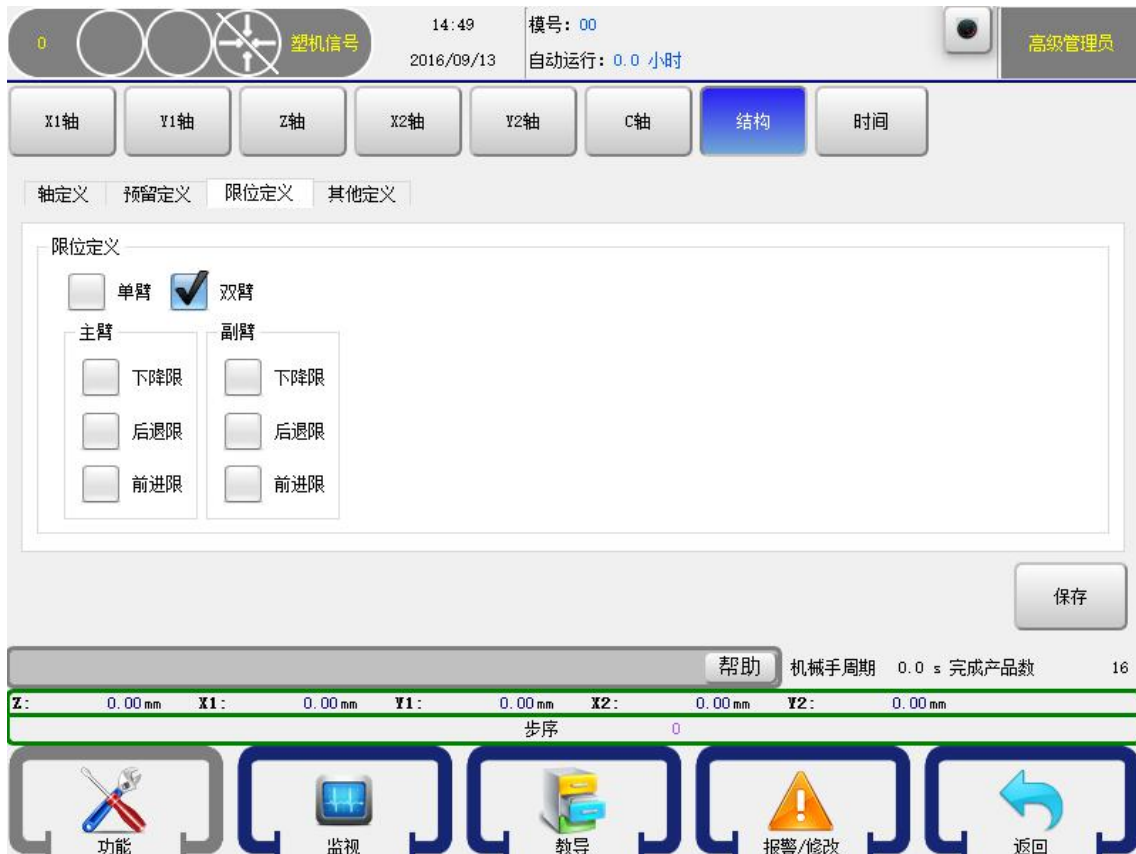 0 塑机信号 14:49 模号: 00 高级管理员
2016/09/13 自动运行: 0.0 小时
X1轴 Y1轴 Z轴 X2轴 Y2轴 C轴 结构 时间
轴定义 预留定义 限位定义 其他定义
限位定义
单臂 双臂
主臂 副臂
下降限 下降限
后退限 后退限
前进限 前进限
保存
帮助 机械手周期 0.0 s 完成产品数 16
Z: 0.00mm X1: 0.00mm Y1: 0.00mm X2: 0.00mm Y2: 0.00mm
步序 0
功能 监视 教导 报警/修改 返回